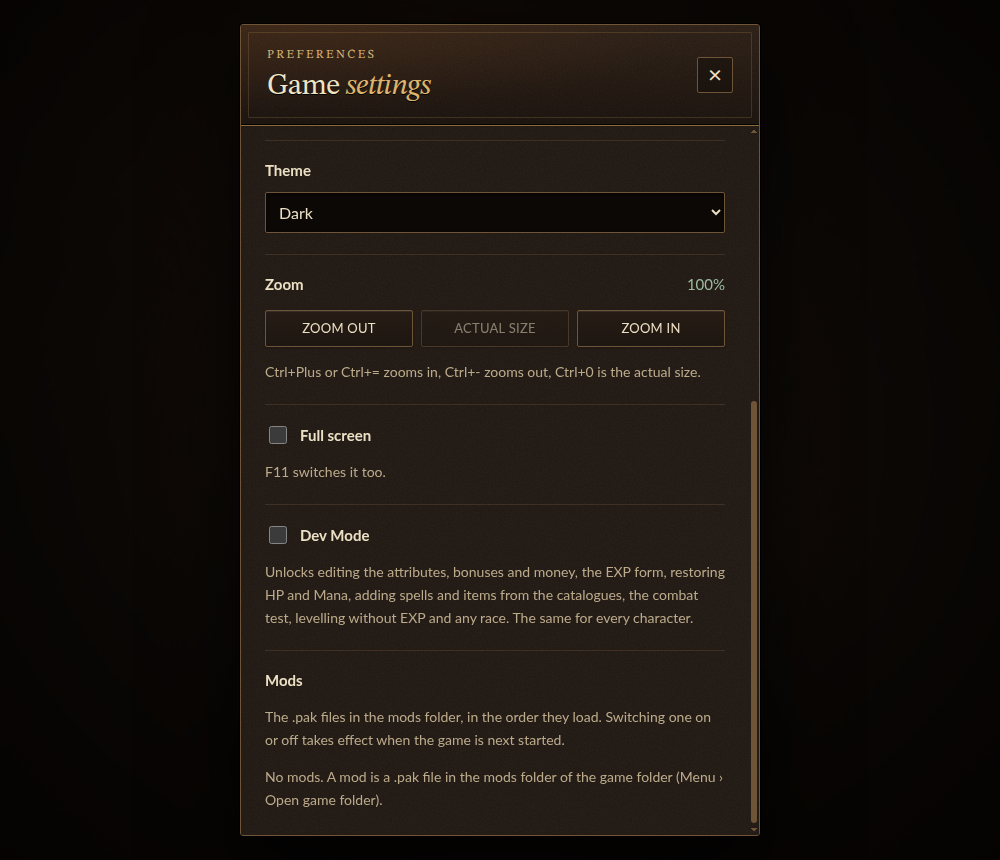 PREFERENCES
Game settings
✕
Theme
Dark
Zoom 100%
ZOOM OUT ACTUAL SIZE ZOOM IN
Ctrl+Plus or Ctrl+= zooms in, Ctrl+- zooms out, Ctrl+0 is the actual size.
Full screen
F11 switches it too.
Dev Mode
Unlocks editing the attributes, bonuses and money, the EXP form, restoring
HP and Mana, adding spells and items from the catalogues, the combat
test, levelling without EXP and any race. The same for every character.
Mods
The .pak files in the mods folder, in the order they load. Switching one on
or off takes effect when the game is next started.
No mods. A mod is a .pak file in the mods folder of the game folder (Menu ›
Open game folder).